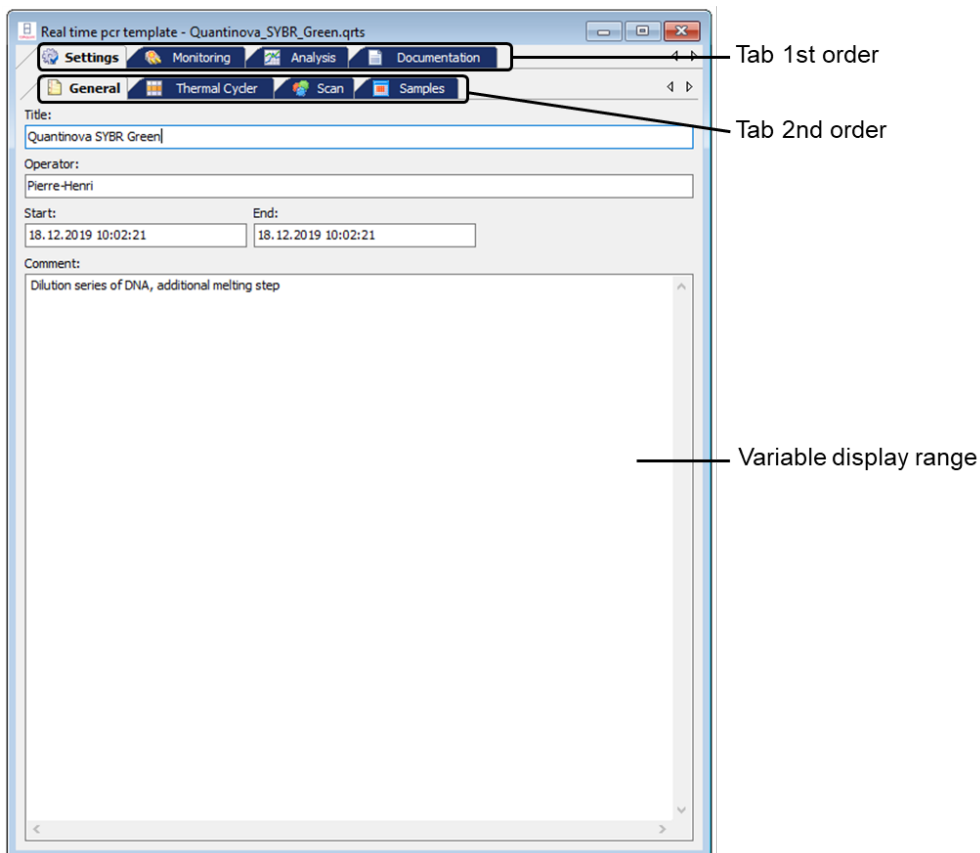 Real time pcr template - Quantinova_SYBR_Green.qrts
Settings Monitoring Analysis Documentation
Tab 1st order
General Thermal Cycler Scan Samples
Tab 2nd order
Title:
Quantinova SYBR Green
Operator:
Pierre-Henri
Start: End:
18.12.2019 10:02:21 18.12.2019 10:02:21
Comment:
Dilution series of DNA, additional melting step
Variable display range